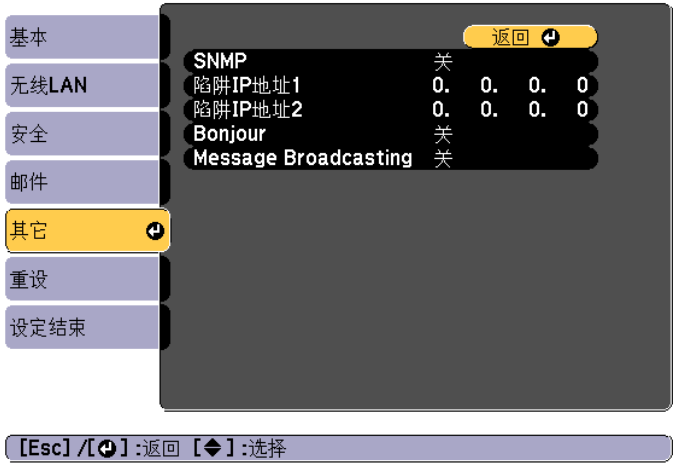 基本
无线LAN
安全
邮件
其它
重设
设定结束
返回
SNMP 关
陷阱IP地址1 0. 0. 0. 0
陷阱IP地址2 0. 0. 0. 0
Bonjour 关
Message Broadcasting 关
[Esc] /[ ] :返回 [ ] :选择